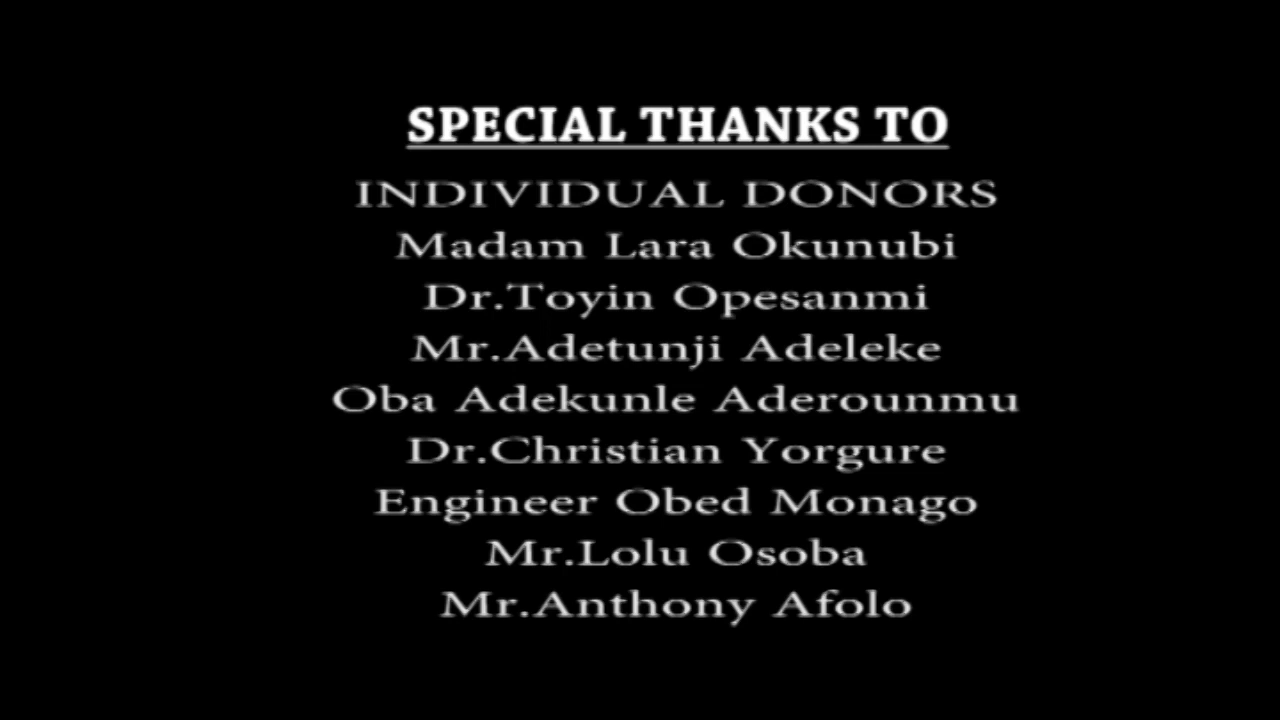 SPECIAL THANKS TO
INDIVIDUAL DONORS
Madam Lara Okunubi
Dr.Toyin Opesanmi
Mr.Adetunji Adeleke
Oba Adekunle Aderounmu
Dr.Christian Yorgure
Engineer Obed Monago
Mr.Lolu Osoba
Mr.Anthony Afolo